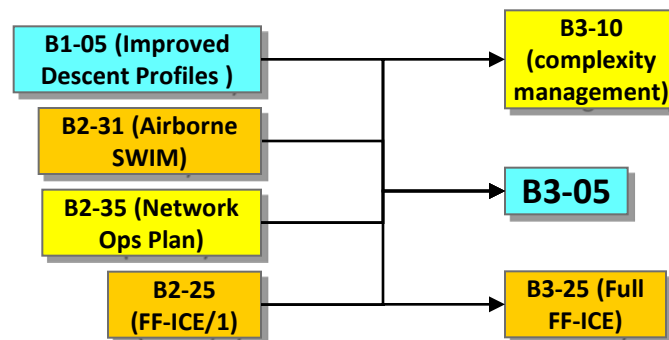 B1-05 (Improved
Descent Profiles )
B2-31 (Airborne
SWIM)
B2-35 (Network
Ops Plan)
B2-25
(FF-ICE/1)
B3-10
(complexity
management)
B3-05
B3-25 (Full
FF-ICE)